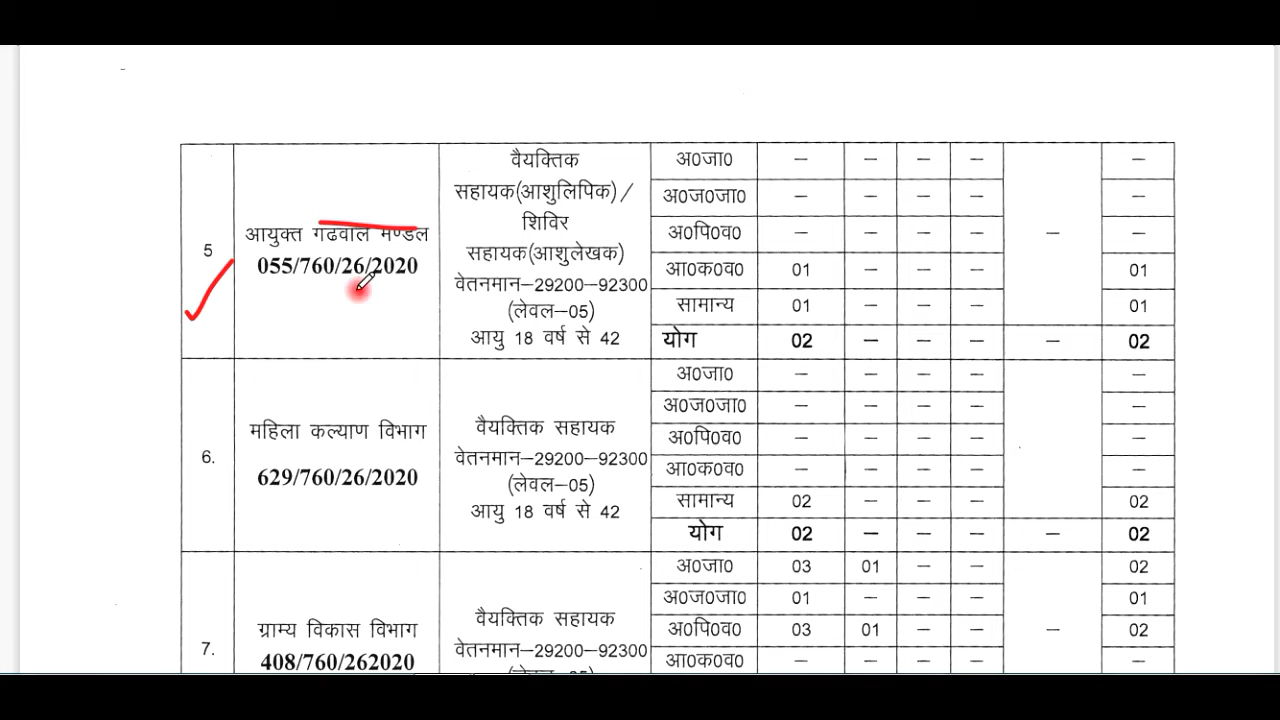 5
आयुक्त गढवाल मण्डल
055/760/26/2020
वैयक्तिक
सहायक(आशुलिपिक) /
शिविर
सहायक(आशुलेखक)
वेतनमान–29200–92300
(लेवल–05)
आयु 18 वर्ष से 42
अ0जा0 – – – – –
अ0ज0जा0 – – – – –
अ0पि0व0 – – – – – –
आ0क0व0 01 – – – 01
सामान्य 01 – – – 01
योग 02 – – – – 02
6.
महिला कल्याण विभाग
629/760/26/2020
वैयक्तिक सहायक
वेतनमान–29200–92300
(लेवल–05)
आयु 18 वर्ष से 42
अ0जा0 – – – – –
अ0ज0जा0 – – – – –
अ0पि0व0 – – – – –
आ0क0व0 – – – – –
सामान्य 02 – – – 02
योग 02 – – – – 02
7.
ग्राम्य विकास विभाग
408/760/262020
वैयक्तिक सहायक
वेतनमान–29200–92300
अ0जा0 03 01 – – 02
अ0ज0जा0 01 – – – 01
अ0पि0व0 03 01 – – – 02
आ0क0व0 – – – – –